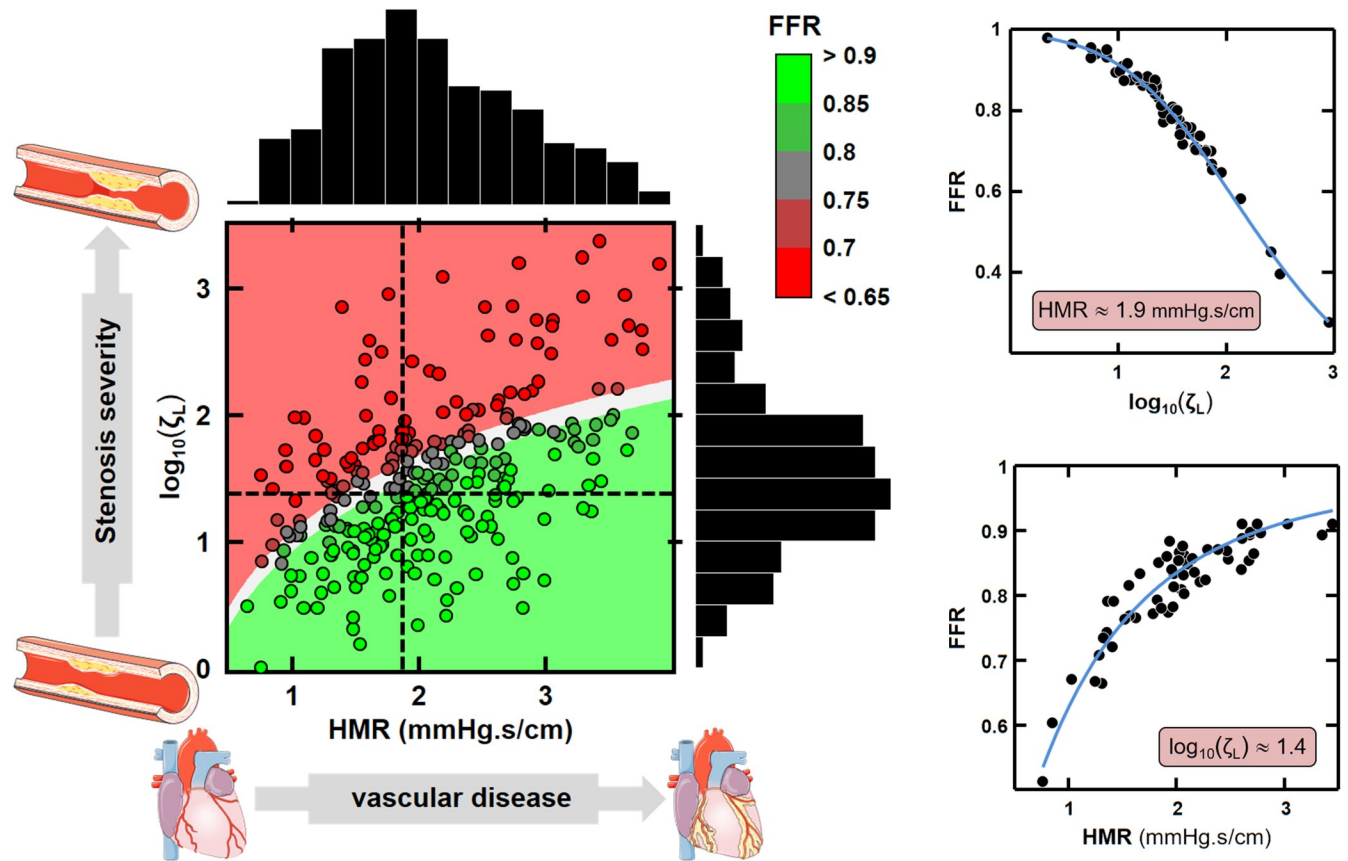 FFR
> 0.9
0.85
0.8
0.75
0.7
< 0.65
Stenosis severity
log₁₀(ζL)
3
2
1
0
1
2
3
HMR (mmHg.s/cm)
vascular disease
FFR
1
0.8
0.6
0.4
HMR ≈ 1.9 mmHg.s/cm
1
2
3
log₁₀(ζL)
FFR
1
0.9
0.8
0.7
0.6
log₁₀(ζL) ≈ 1.4
1
2
3
HMR (mmHg.s/cm)